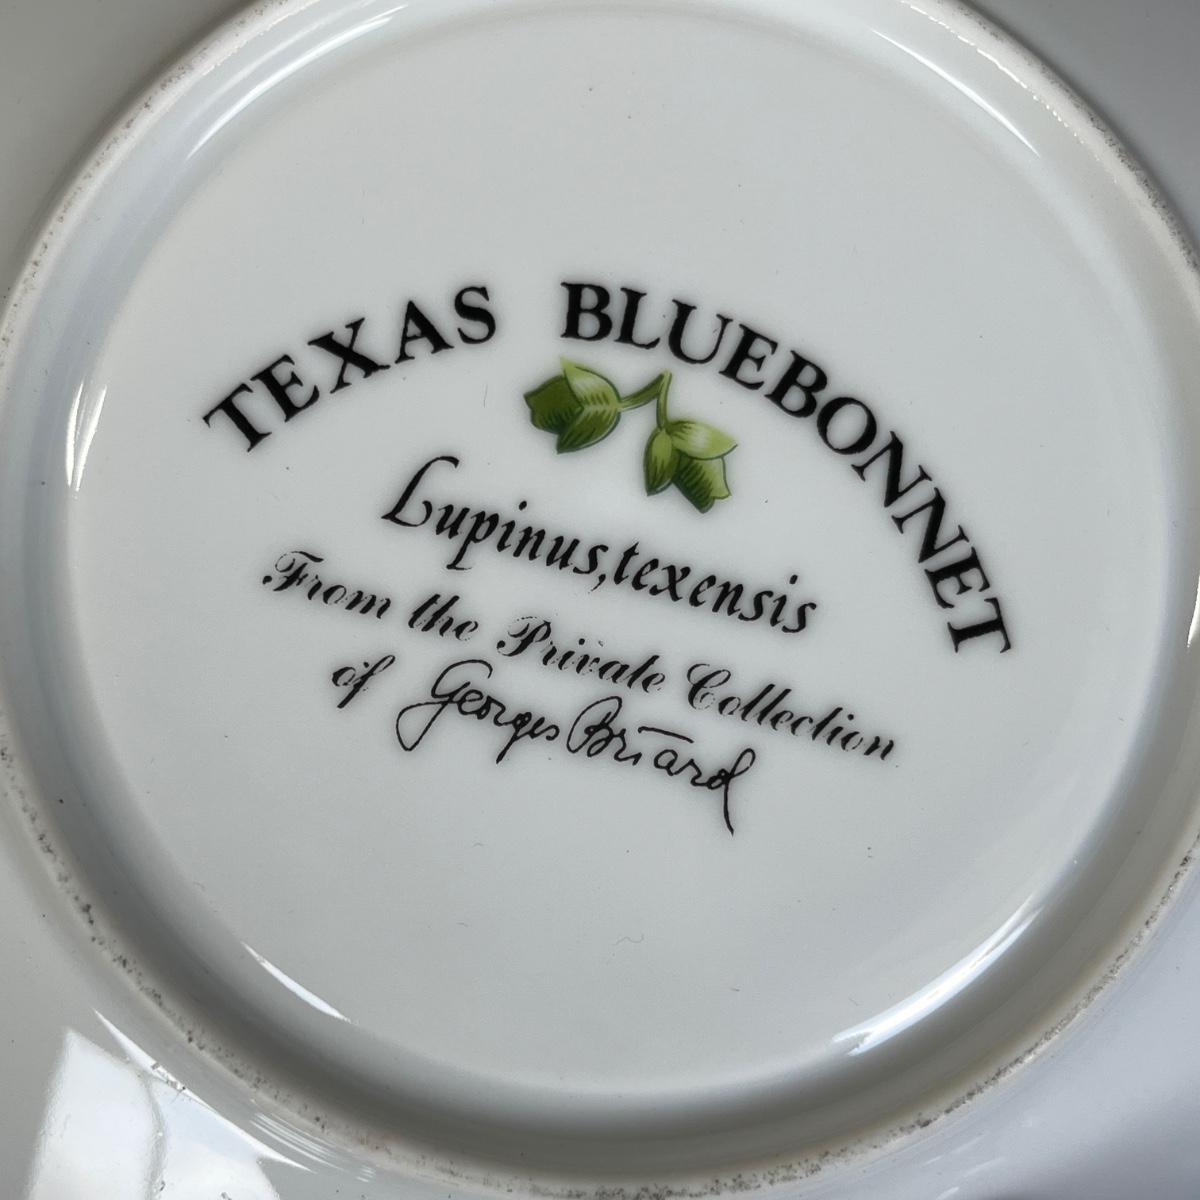 TEXAS BLUEBONNET
Lupinus, texensis
From the Private Collection
of Georges Briard